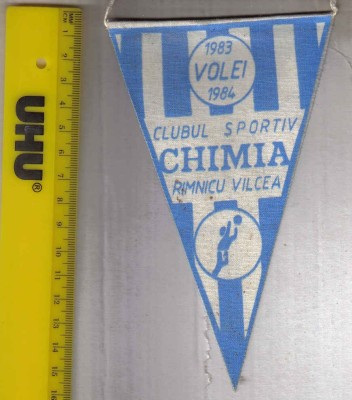 1983
VOLEI
1984
CLUBUL SPORTIV
CHIMIA
RIMNICU VILCEA
UHU®